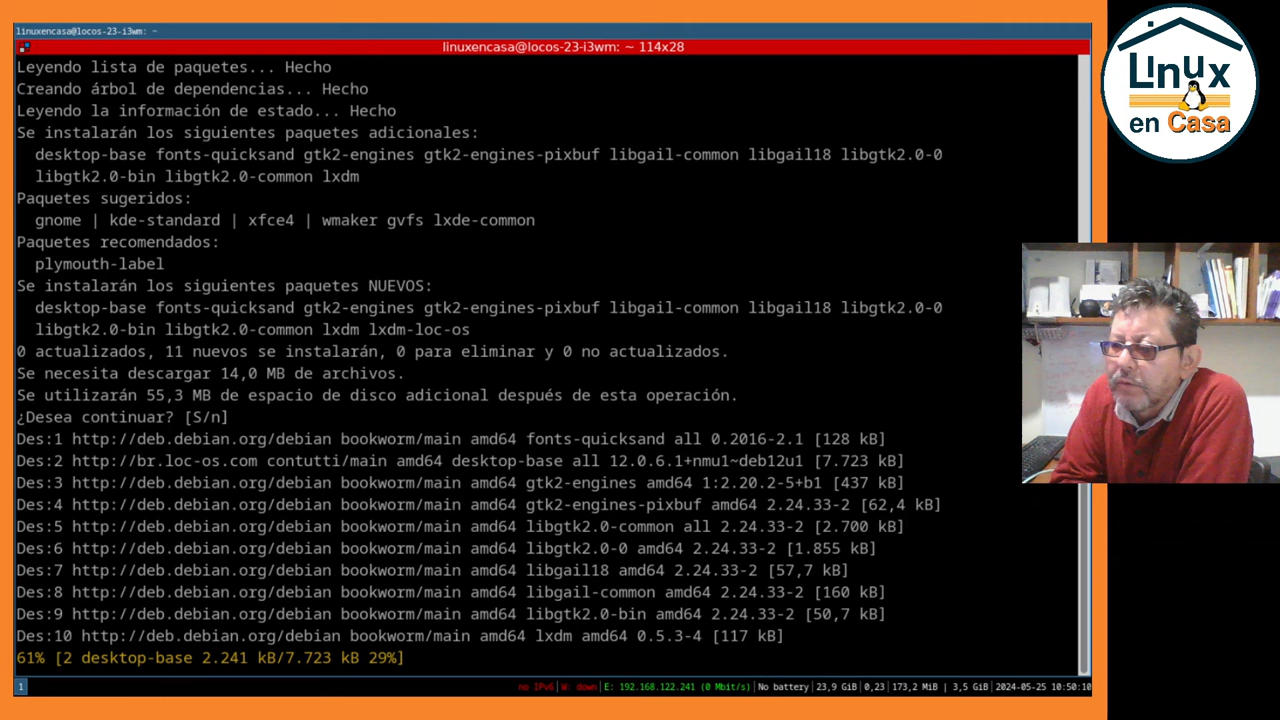 linuxencasa@locos-23-i3wm: ~
linuxencasa@locos-23-i3wm: ~ 114x28
Leyendo lista de paquetes... Hecho
Creando árbol de dependencias... Hecho
Leyendo la información de estado... Hecho
Se instalarán los siguientes paquetes adicionales:
desktop-base fonts-quicksand gtk2-engines gtk2-engines-pixbuf libgail-common libgail18 libgtk2.0-0
libgtk2.0-bin libgtk2.0-common lxdm
Paquetes sugeridos:
gnome | kde-standard | xfce4 | wmaker gvfs lxde-common
Paquetes recomendados:
plymouth-label
Se instalarán los siguientes paquetes NUEVOS:
desktop-base fonts-quicksand gtk2-engines gtk2-engines-pixbuf libgail-common libgail18 libgtk2.0-0
libgtk2.0-bin libgtk2.0-common lxdm lxdm-loc-os
0 actualizados, 11 nuevos se instalarán, 0 para eliminar y 0 no actualizados.
Se necesita descargar 14,0 MB de archivos.
Se utilizarán 55,3 MB de espacio de disco adicional después de esta operación.
¿Desea continuar? [S/n]
Des:1 http://deb.debian.org/debian bookworm/main amd64 fonts-quicksand all 0.2016-2.1 [128 kB]
Des:2 http://br.loc-os.com contutti/main amd64 desktop-base all 12.0.6.1+nmu1~deb12u1 [7.723 kB]
Des:3 http://deb.debian.org/debian bookworm/main amd64 gtk2-engines amd64 1:2.20.2-5+b1 [437 kB]
Des:4 http://deb.debian.org/debian bookworm/main amd64 gtk2-engines-pixbuf amd64 2.24.33-2 [62,4 kB]
Des:5 http://deb.debian.org/debian bookworm/main amd64 libgtk2.0-common all 2.24.33-2 [2.700 kB]
Des:6 http://deb.debian.org/debian bookworm/main amd64 libgtk2.0-0 amd64 2.24.33-2 [1.855 kB]
Des:7 http://deb.debian.org/debian bookworm/main amd64 libgail18 amd64 2.24.33-2 [57,7 kB]
Des:8 http://deb.debian.org/debian bookworm/main amd64 libgail-common amd64 2.24.33-2 [160 kB]
Des:9 http://deb.debian.org/debian bookworm/main amd64 libgtk2.0-bin amd64 2.24.33-2 [50,7 kB]
Des:10 http://deb.debian.org/debian bookworm/main amd64 lxdm amd64 0.5.3-4 [117 kB]
61% [2 desktop-base 2.241 kB/7.723 kB 29%]
1
no IPv6 | W: down | E: 192.168.122.241 (0 Mbit/s) | No battery | 23,9 GiB | 0,23 | 173,2 MiB | 3,5 GiB | 2024-05-25 10:50:10
Linux
en Casa